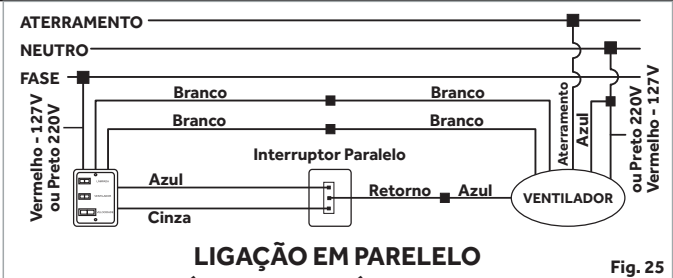 ATERRAMENTO
NEUTRO
FASE
Branco Branco
Branco Branco
Interruptor Paralelo
Azul
Retorno Azul
Cinza
Vermelho - 127V
ou Preto 220V
Aterramento
Azul
ou Preto 220V
Vermelho - 127V
VENTILADOR
LIGAÇÃO EM PARELELO
Fig. 25